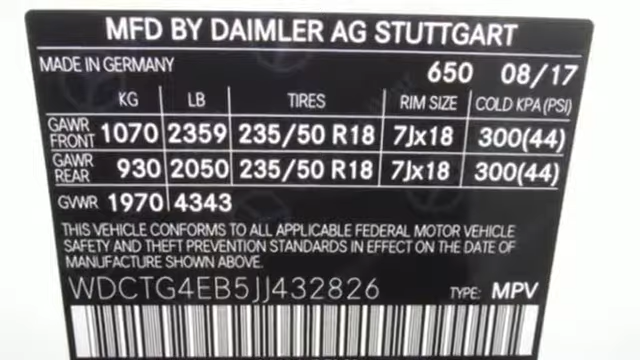 MFD BY DAIMLER AG STUTTGART
MADE IN GERMANY 650 08/17
KG LB TIRES RIM SIZE COLD KPA (PSI)
GAWR FRONT 1070 2359 235/50 R18 7Jx18 300(44)
GAWR REAR 930 2050 235/50 R18 7Jx18 300(44)
GVWR 1970 4343
THIS VEHICLE CONFORMS TO ALL APPLICABLE FEDERAL MOTOR VEHICLE
SAFETY AND THEFT PREVENTION STANDARDS IN EFFECT ON THE DATE OF
MANUFACTURE SHOWN ABOVE.
WDCTG4EB5JJ432826 TYPE: MPV